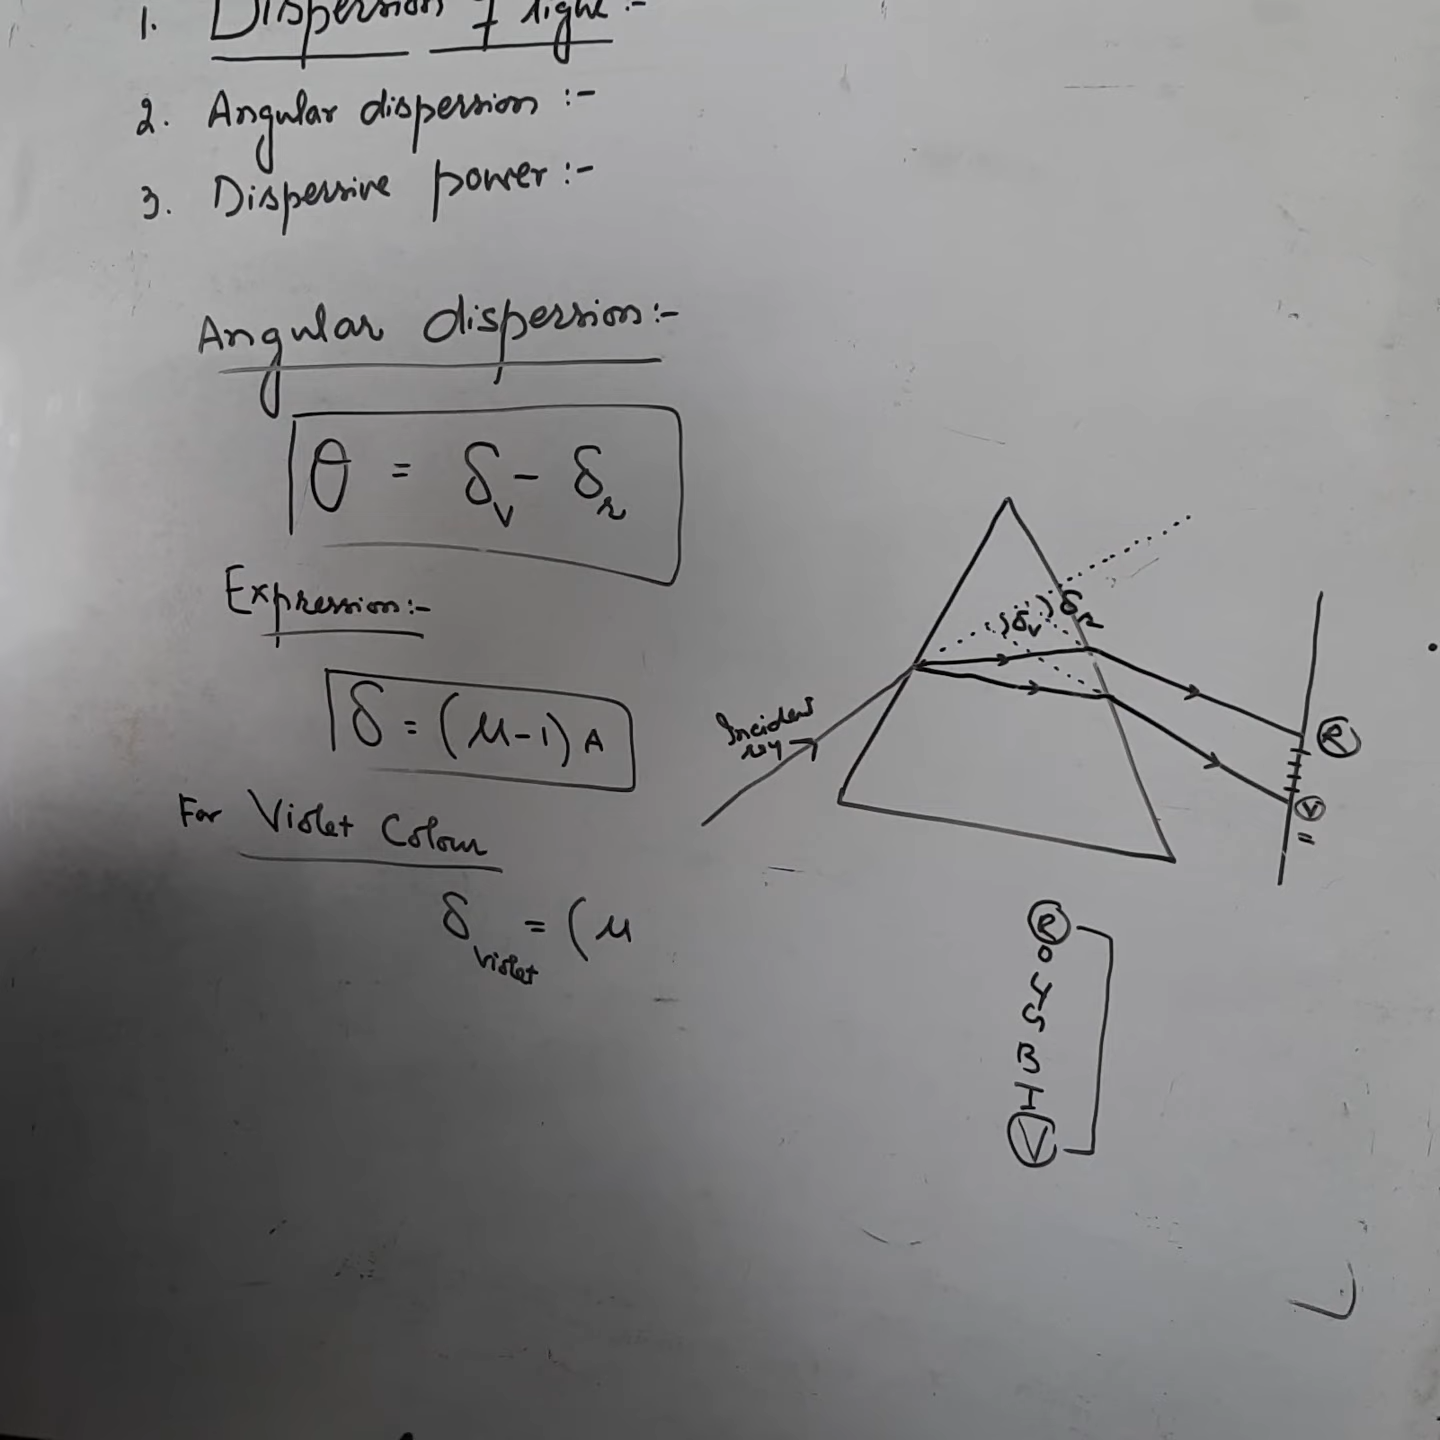 1. Dispersion of light :-
2. Angular dispersion :-
3. Dispersive power :-
Angular dispersion :-
θ = δv - δr
Expression :-
δ = (μ-1) A
For Violet Colour
δviolet = (μ
Incident
ray
δv
δr
R
V
=
R
O
Y
G
B
I
V